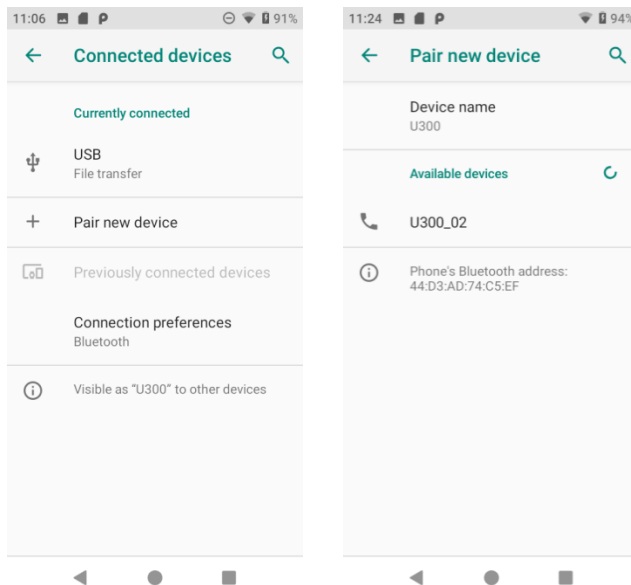 11:06 91%
Connected devices
Currently connected
USB
File transfer
Pair new device
Previously connected devices
Connection preferences
Bluetooth
Visible as “U300” to other devices
11:24 94%
Pair new device
Device name
U300
Available devices
U300_02
Phone's Bluetooth address:
44:D3:AD:74:C5:EF